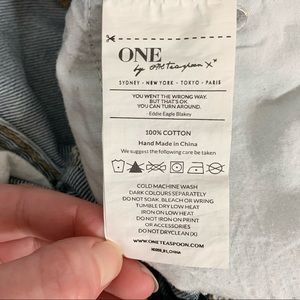 ONE
by oneteaspoon X
SYDNEY - NEW YORK - TOKYO - PARIS
YOU WENT THE WRONG WAY.
BUT THAT'S OK
YOU CAN TURN AROUND.
- Eddie Eagle Blakey
100% COTTON
Hand Made in China
We suggest the following care be taken
COLD MACHINE WASH
DARK COLOURS SEPARATELY
DO NOT SOAK, BLEACH OR WRING
TUMBLE DRY LOW HEAT
IRON ON LOW HEAT
DO NOT IRON ON PRINT
OR ACCESSORIES
DO NOT DRYCLEAN (X)
WWW.ONETEASPOON.COM.AU